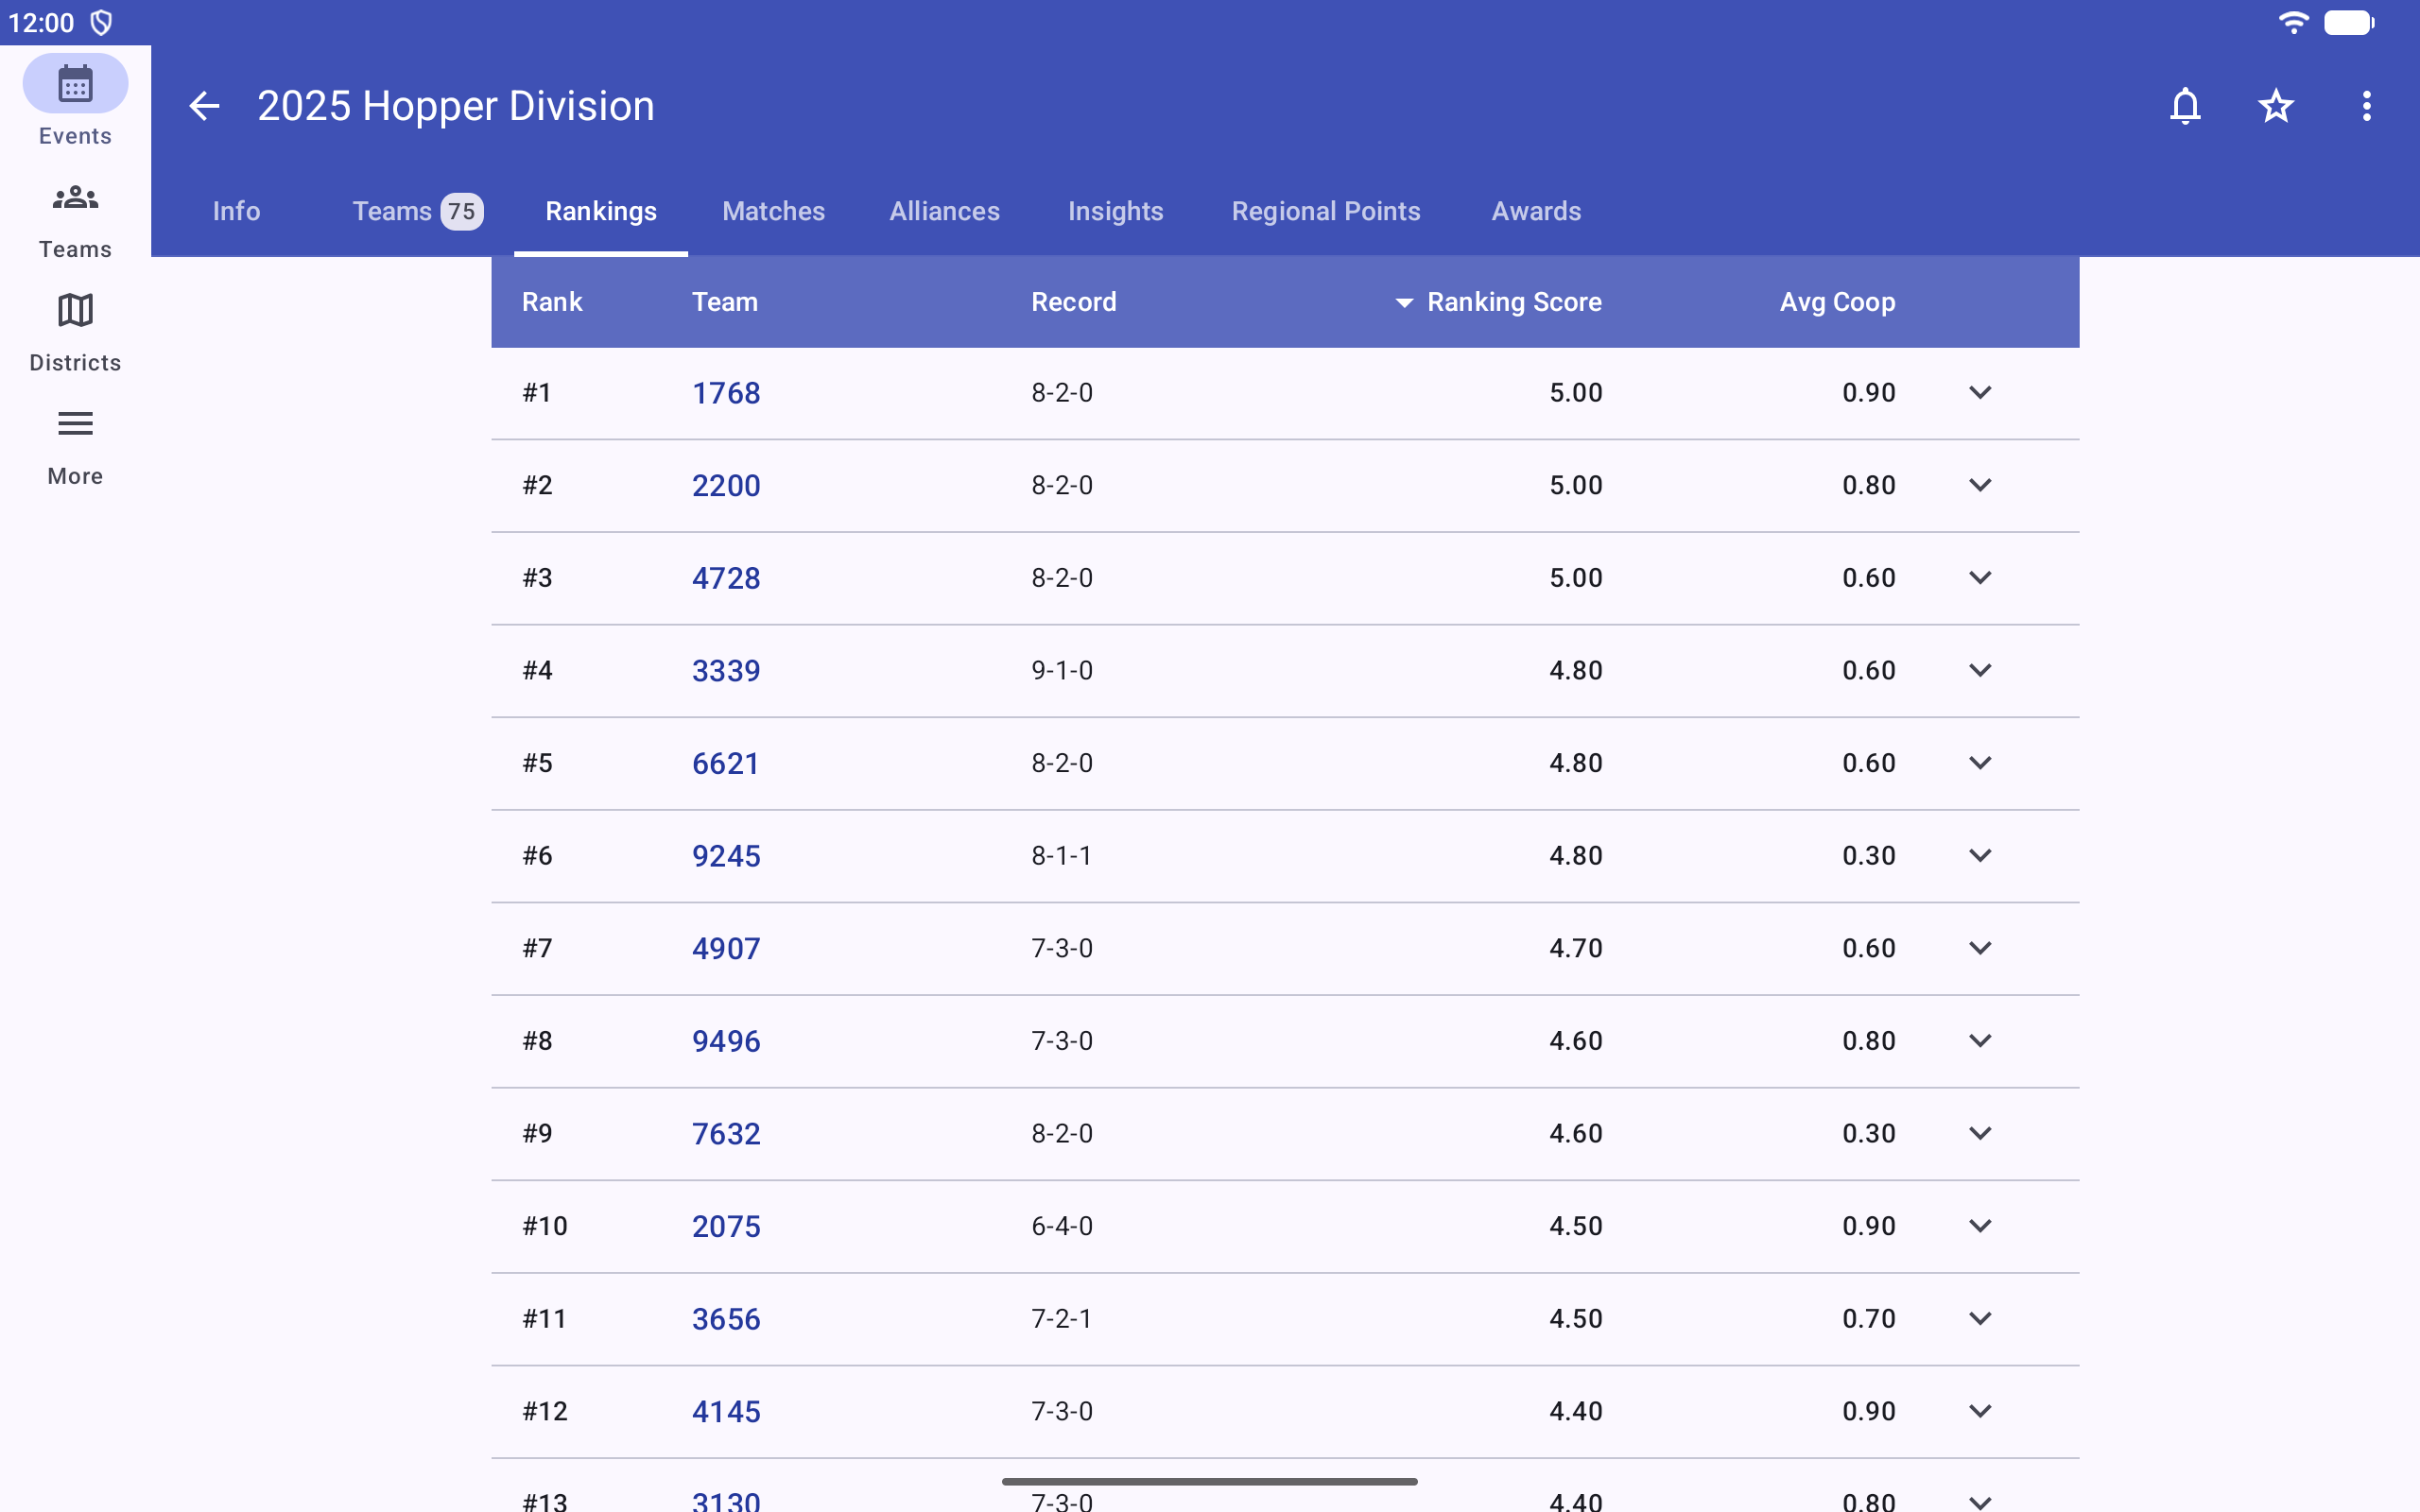 12:00
2025 Hopper Division
Events
Teams
Districts
More
Info Teams 75 Rankings Matches Alliances Insights Regional Points Awards
Rank Team Record Ranking Score Avg Coop
#1 1768 8-2-0 5.00 0.90
#2 2200 8-2-0 5.00 0.80
#3 4728 8-2-0 5.00 0.60
#4 3339 9-1-0 4.80 0.60
#5 6621 8-2-0 4.80 0.60
#6 9245 8-1-1 4.80 0.30
#7 4907 7-3-0 4.70 0.60
#8 9496 7-3-0 4.60 0.80
#9 7632 8-2-0 4.60 0.30
#10 2075 6-4-0 4.50 0.90
#11 3656 7-2-1 4.50 0.70
#12 4145 7-3-0 4.40 0.90
#13 3130 7-3-0 4.40 0.80